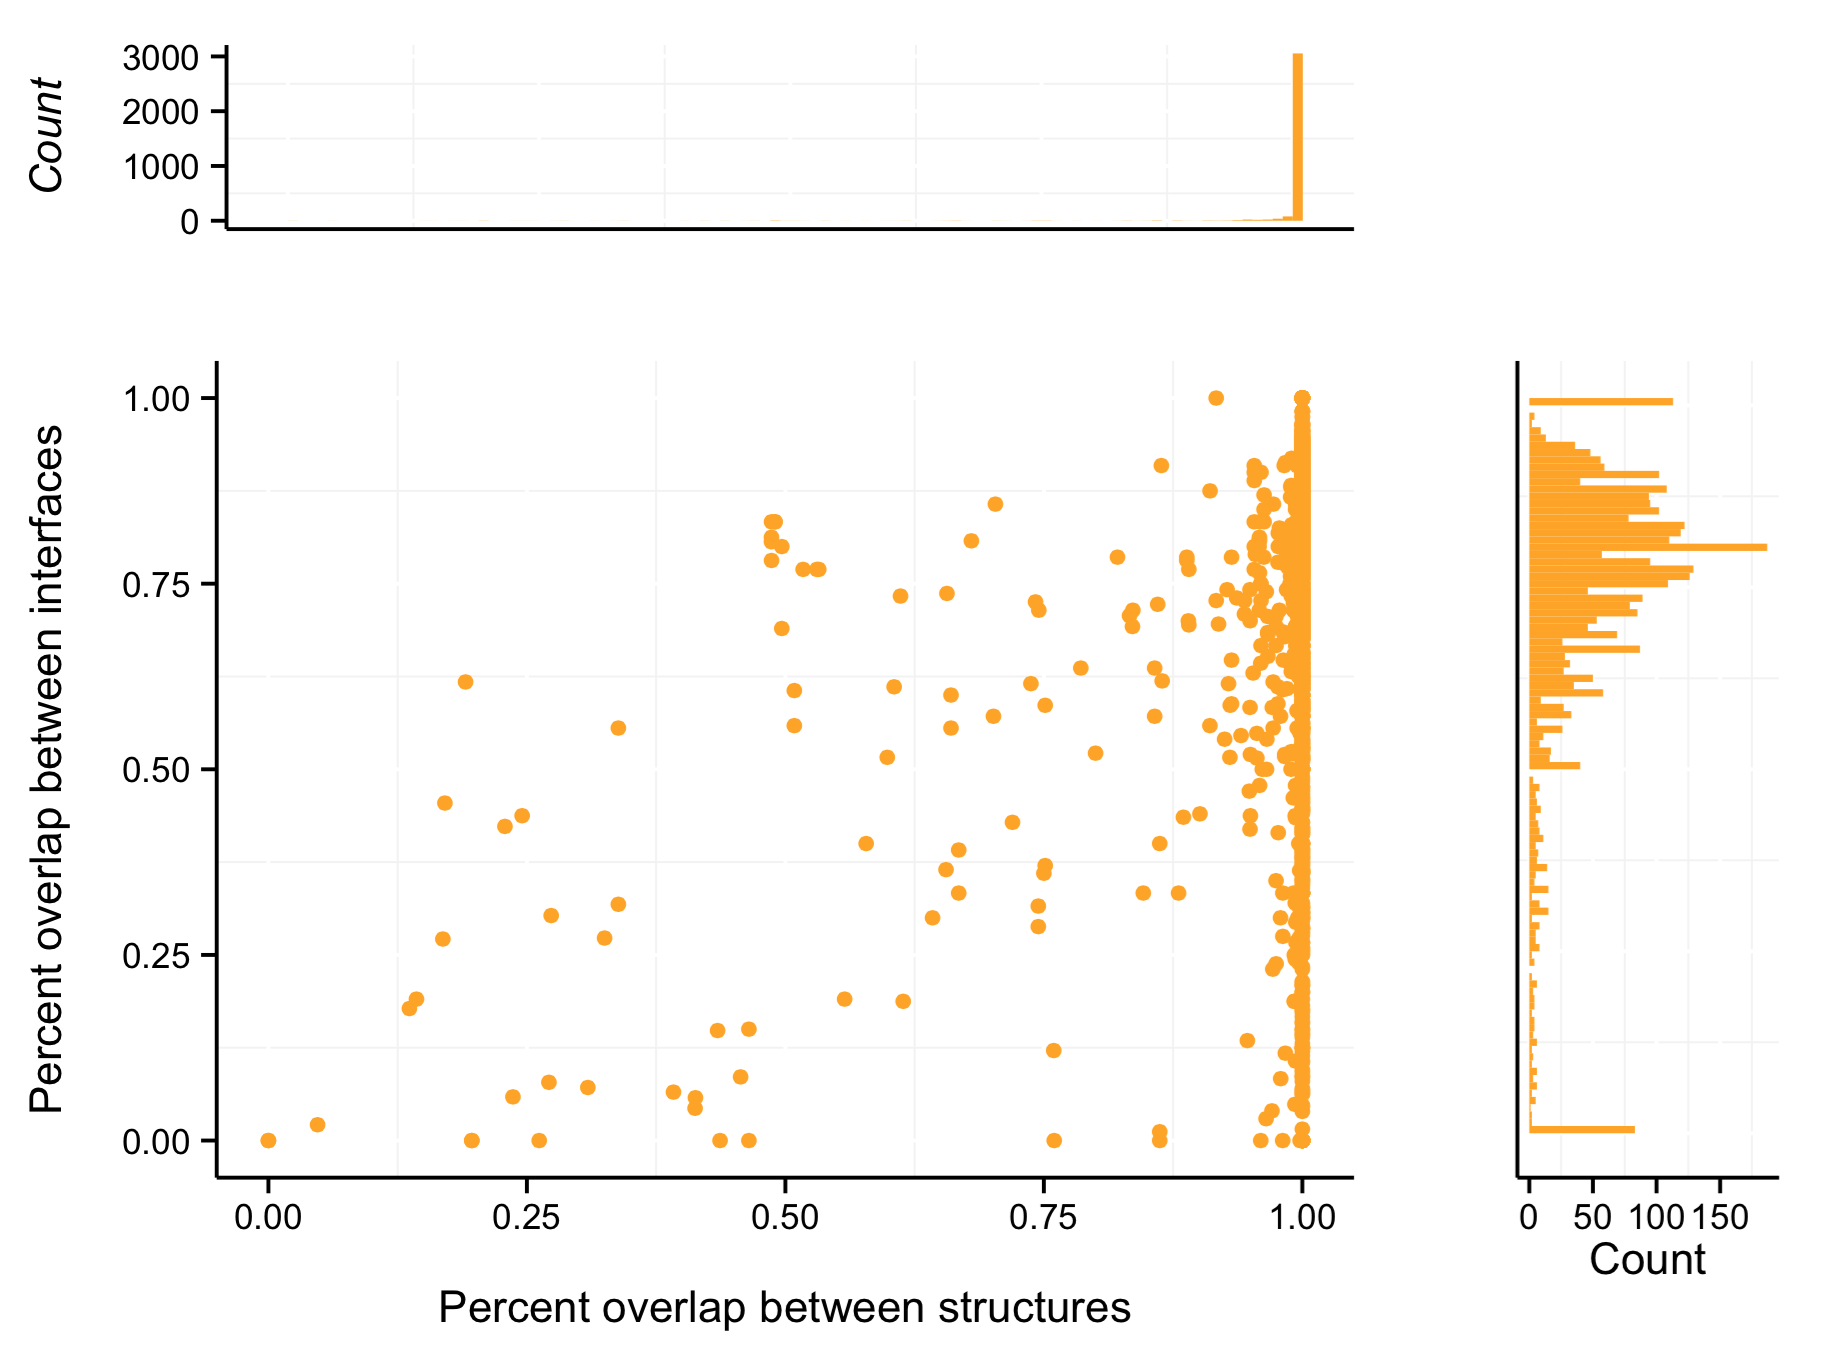 Count
3000
2000
1000
0
Percent overlap between interfaces
1.00
0.75
0.50
0.25
0.00
0.00 0.25 0.50 0.75 1.00
Percent overlap between structures
0 50 100 150
Count